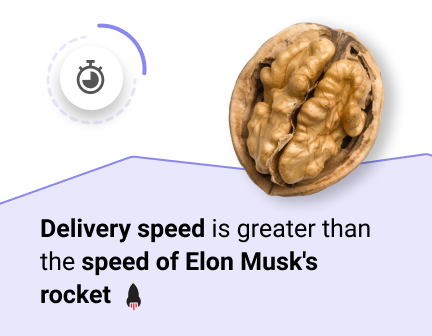 Delivery speed is greater than
the speed of Elon Musk's
rocket